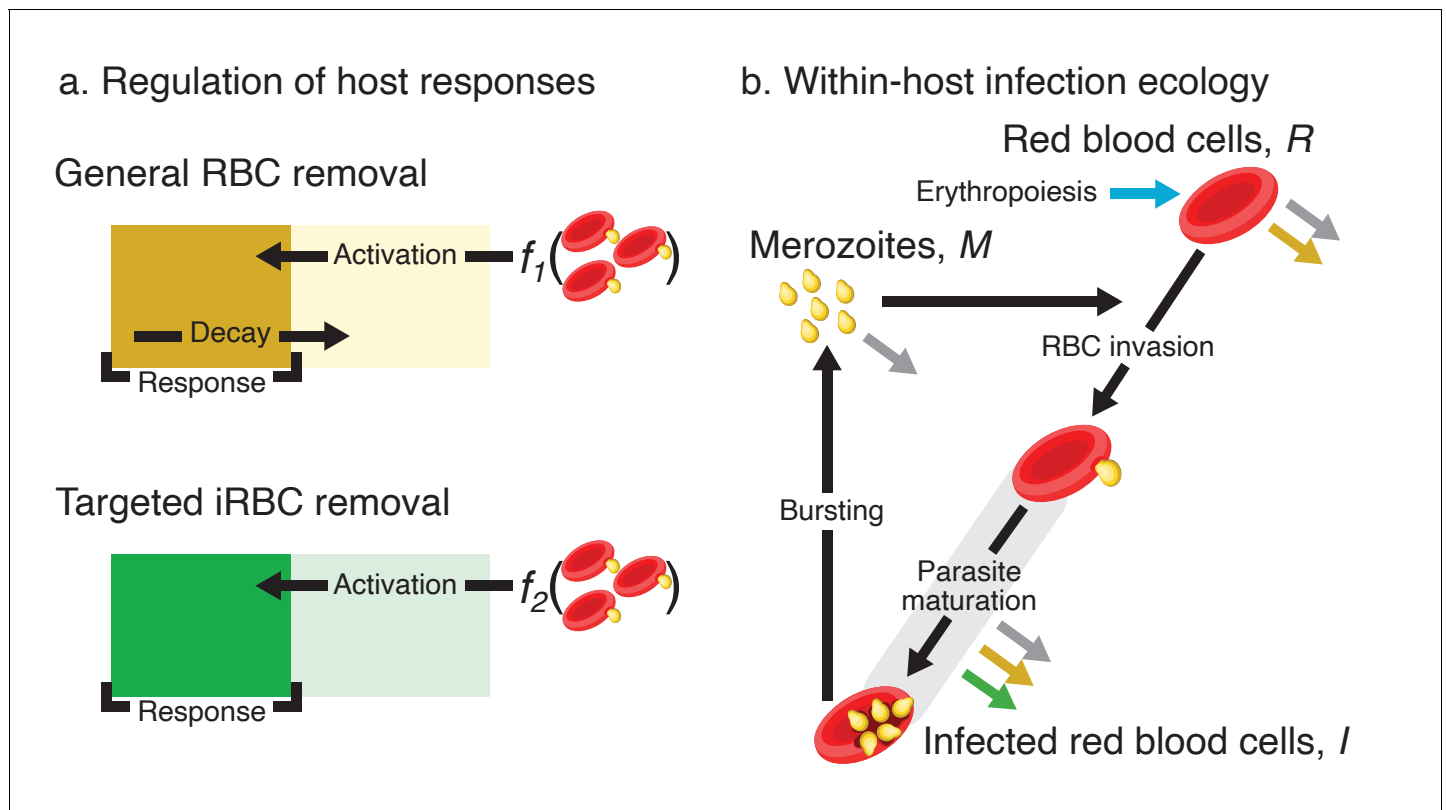 a. Regulation of host responses
General RBC removal
Activation
f1( )
Decay
Response
Targeted iRBC removal
Activation
f2( )
Response
b. Within-host infection ecology
Red blood cells, R
Erythropoiesis
Merozoites, M
RBC invasion
Bursting
Parasite
maturation
Infected red blood cells, I